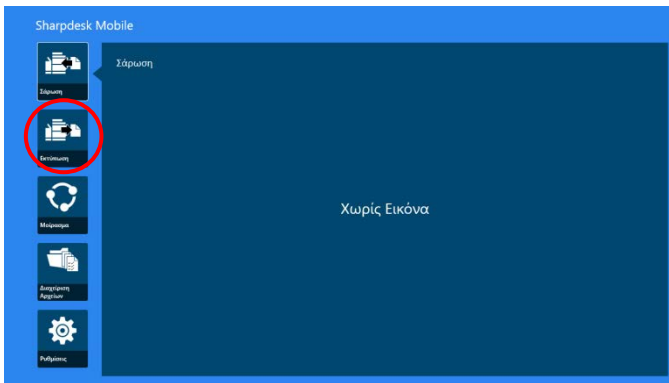 Sharpdesk Mobile
Σάρωση
Σάρωση
Εκτύπωση
Χωρίς Εικόνα
Μοίρασμα
Διαχείριση
Αρχείων
Ρυθμίσεις